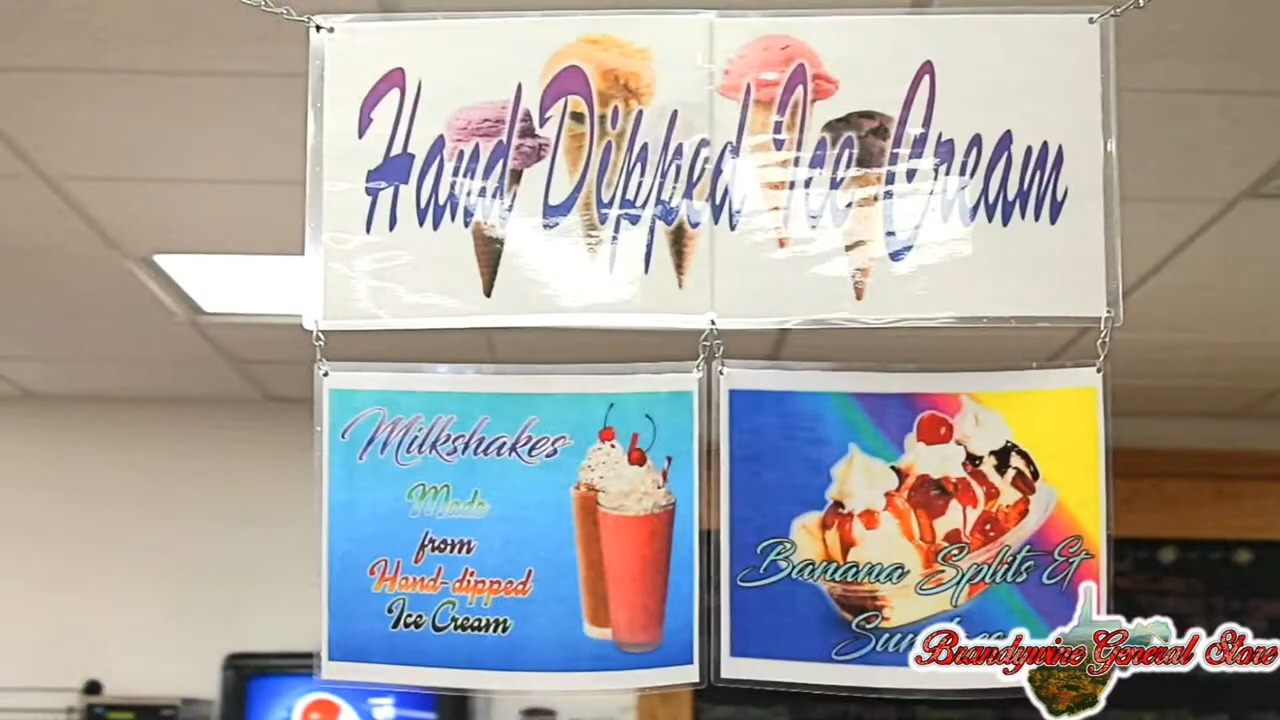 Hand Dipped Ice Cream
Milkshakes
Made
from
Hand-dipped
Ice Cream
Banana Splits &
Brandywine General Store